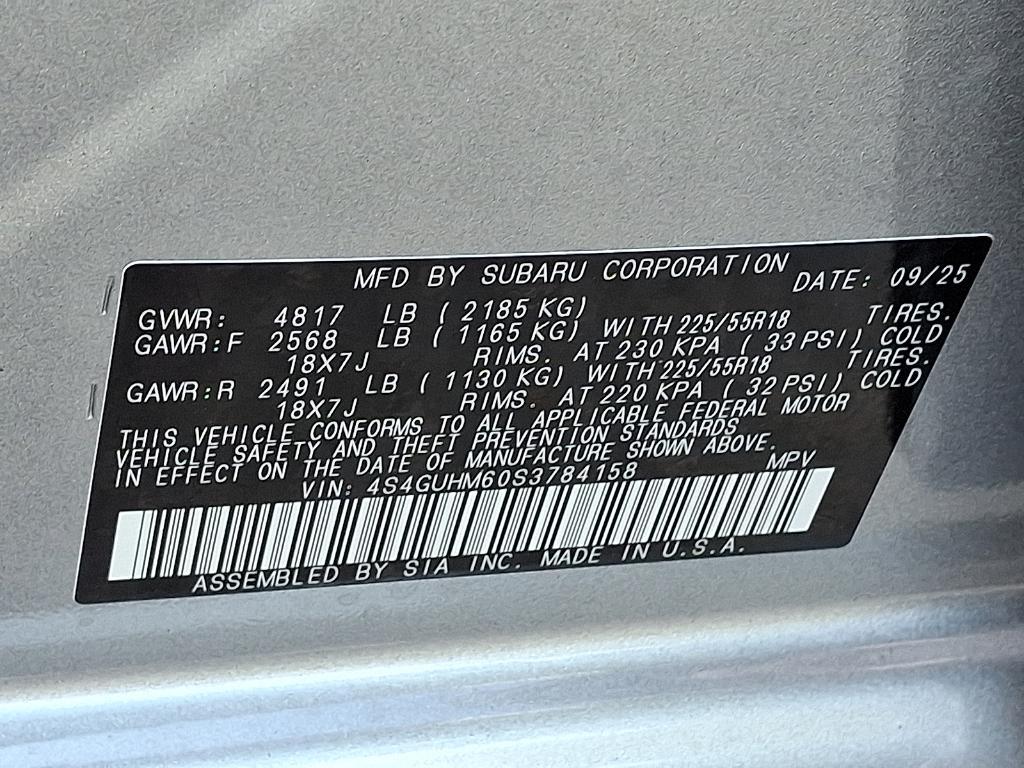 MFD BY SUBARU CORPORATION DATE: 09/25
GVWR: 4817 LB ( 2185 KG)
GAWR:F 2568 LB ( 1165 KG) WITH 225/55R18 TIRES.
18X7J RIMS. AT 230 KPA ( 33 PSI) COLD
GAWR:R 2491 LB ( 1130 KG) WITH 225/55R18 TIRES.
18X7J RIMS. AT 220 KPA ( 32 PSI) COLD
THIS VEHICLE CONFORMS TO ALL APPLICABLE FEDERAL MOTOR
VEHICLE SAFETY AND THEFT PREVENTION STANDARDS
IN EFFECT ON THE DATE OF MANUFACTURE SHOWN ABOVE.
VIN: 4S4GUHM60S3784158 MPV
ASSEMBLED BY SIA INC. MADE IN U.S.A.